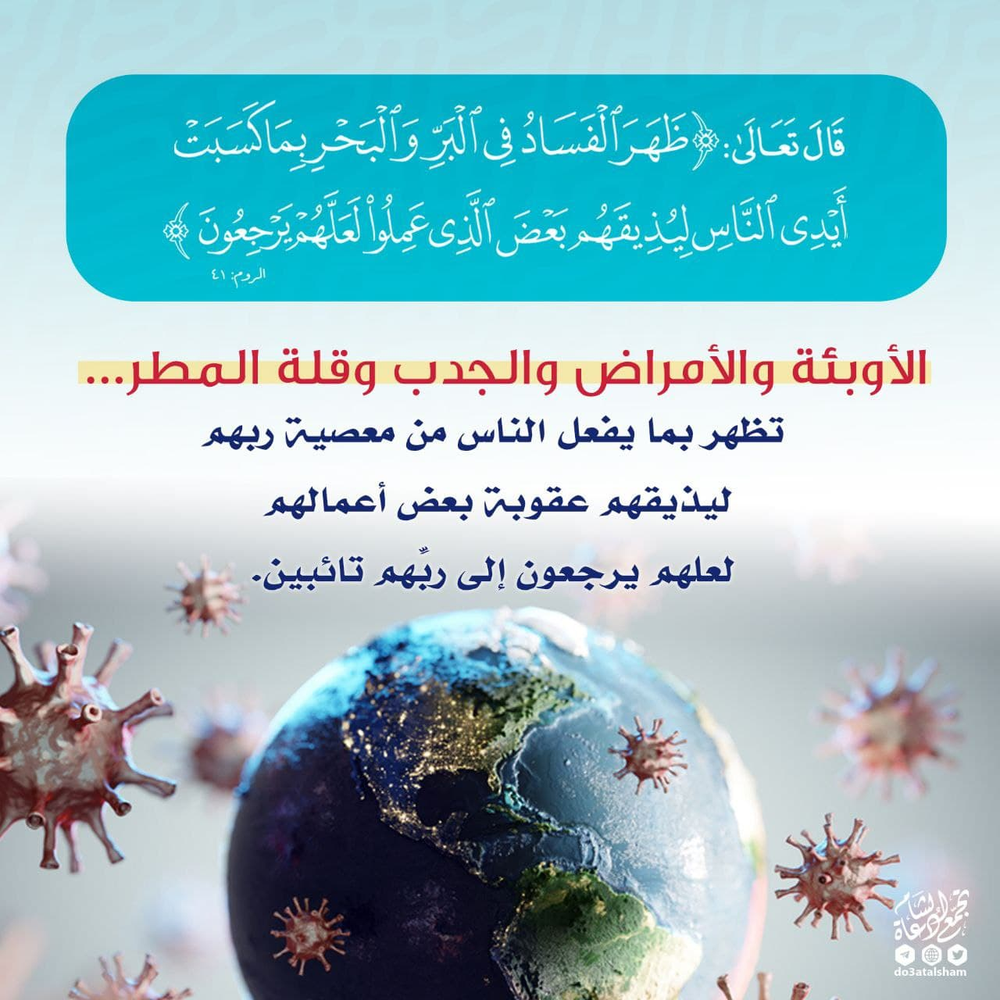 قَالَ تَعَالَىٰ: ﴿ظَهَرَ ٱلْفَسَادُ فِى ٱلْبَرِّ وَٱلْبَحْرِ بِمَا كَسَبَتْ
أَيْدِى ٱلنَّاسِ لِيُذِيقَهُم بَعْضَ ٱلَّذِى عَمِلُوا۟ لَعَلَّهُمْ يَرْجِعُونَ﴾
الروم: ٤١
الأوبئة والأمراض والجدب وقلة المطر...
تظهر بما يفعل الناس من معصية ربهم
ليذيقهم عقوبة بعض أعمالهم
لعلهم يرجعون إلى ربِّهم تائبين.
تجمع دعاة الشام
do3atalsham